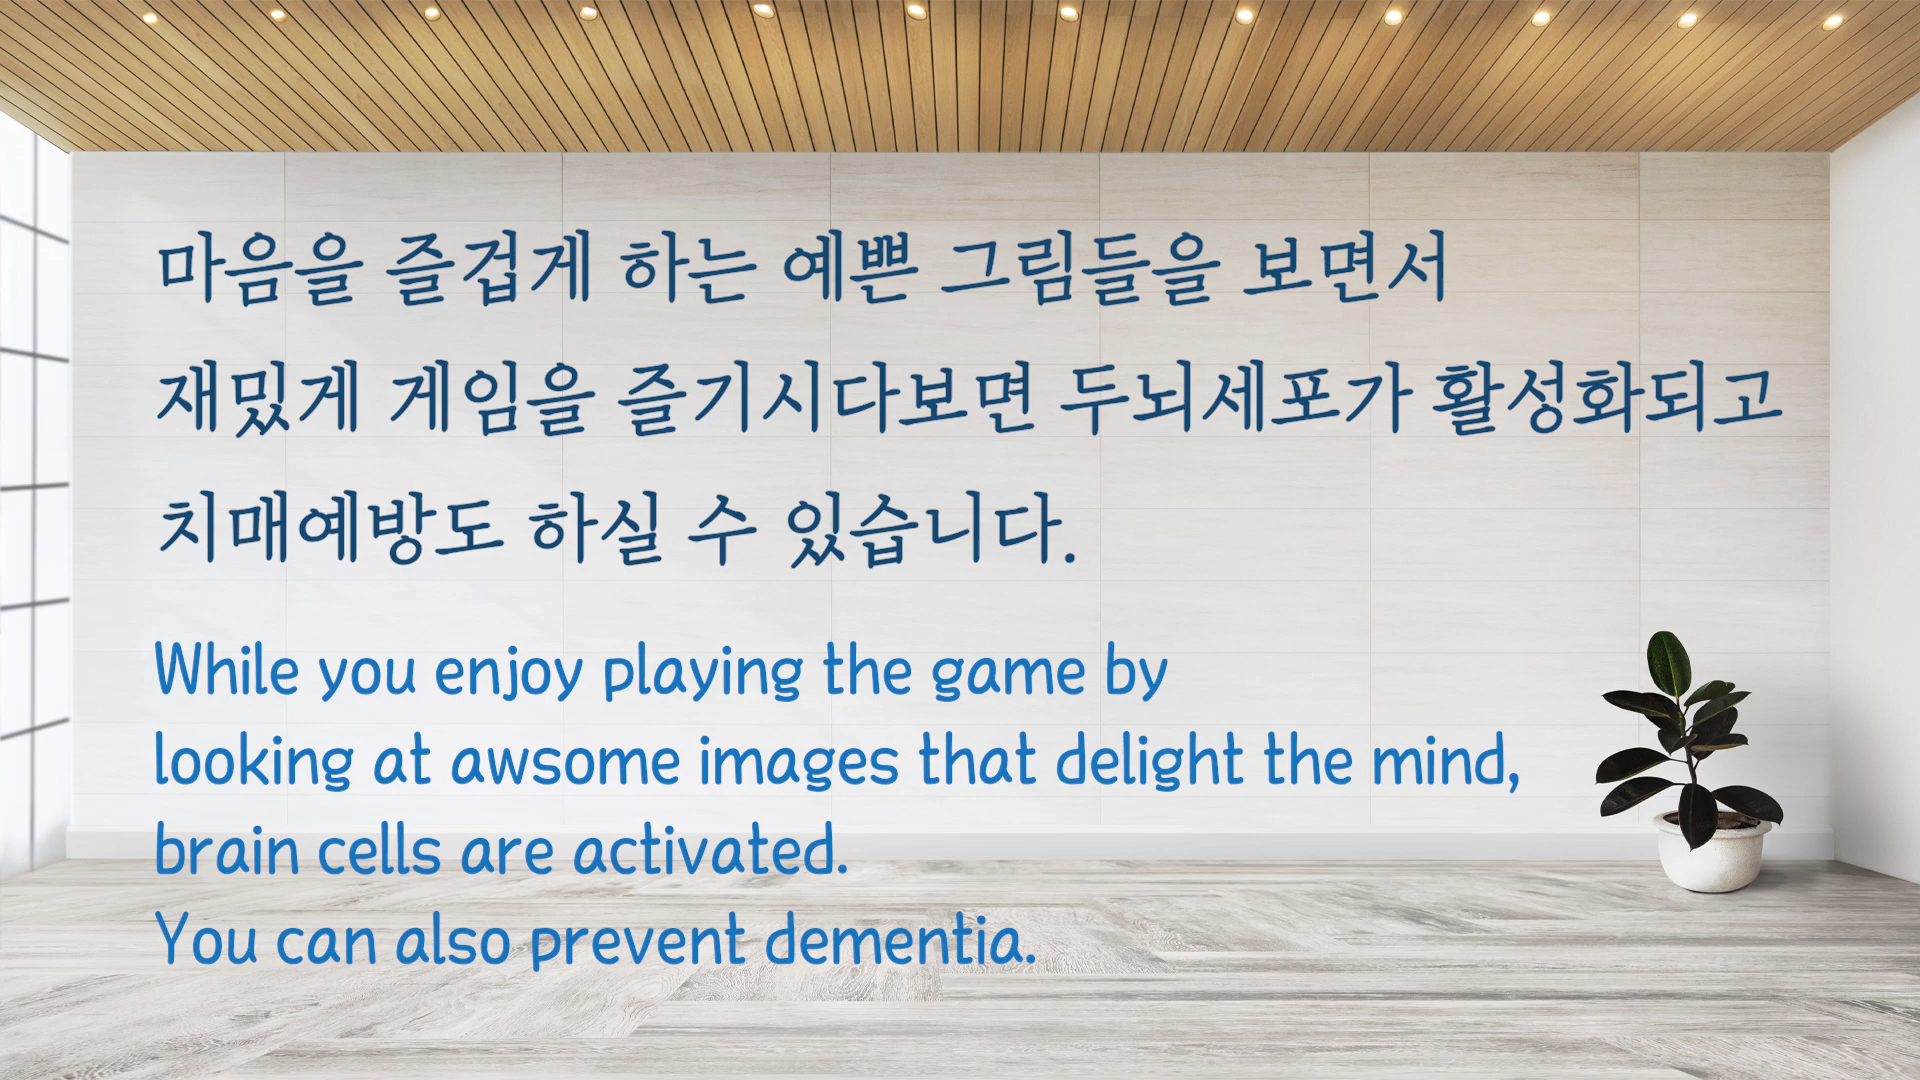 마음을 즐겁게 하는 예쁜 그림들을 보면서
재밌게 게임을 즐기시다보면 두뇌세포가 활성화되고
치매예방도 하실 수 있습니다.
While you enjoy playing the game by
looking at awsome images that delight the mind,
brain cells are activated.
You can also prevent dementia.